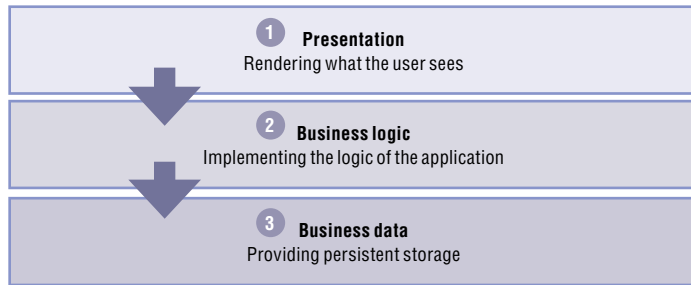 1 Presentation
Rendering what the user sees
2 Business logic
Implementing the logic of the application
3 Business data
Providing persistent storage